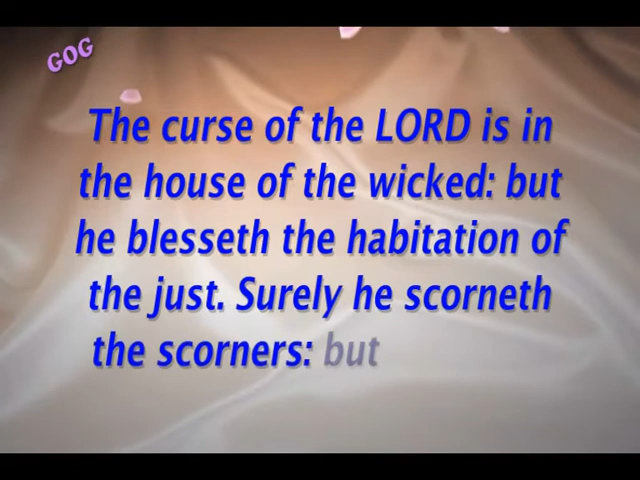 GOG
The curse of the LORD is in
the house of the wicked: but
he blesseth the habitation of
the just. Surely he scorneth
the scorners: but